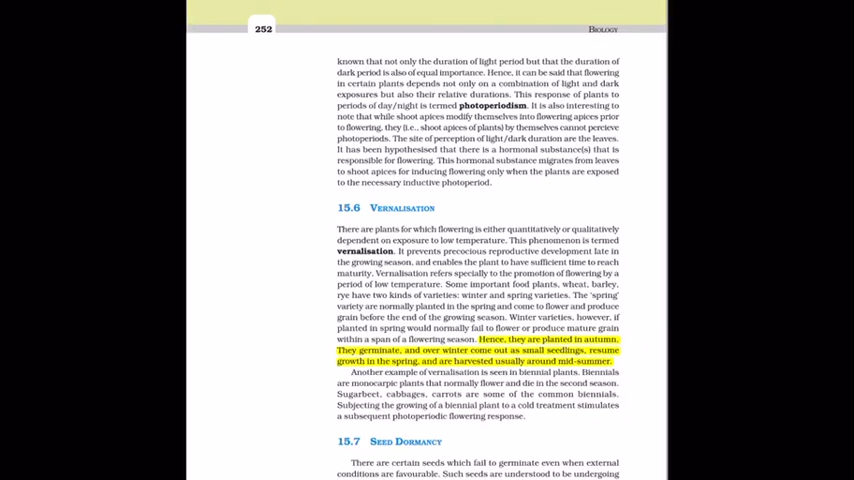 252
BIOLOGY
known that not only the duration of light period but that the duration of
dark period is also of equal importance. Hence, it can be said that flowering
in certain plants depends not only on a combination of light and dark
exposures but also their relative durations. This response of plants to
periods of day/night is termed photoperiodism. It is also interesting to
note that while shoot apices modify themselves into flowering apices prior
to flowering, they (i.e., shoot apices of plants) by themselves cannot percieve
photoperiods. The site of perception of light/dark duration are the leaves.
It has been hypothesised that there is a hormonal substance(s) that is
responsible for flowering. This hormonal substance migrates from leaves
to shoot apices for inducing flowering only when the plants are exposed
to the necessary inductive photoperiod.
15.6 VERNALISATION
There are plants for which flowering is either quantitatively or qualitatively
dependent on exposure to low temperature. This phenomenon is termed
vernalisation. It prevents precocious reproductive development late in
the growing season, and enables the plant to have sufficient time to reach
maturity. Vernalisation refers specially to the promotion of flowering by a
period of low temperature. Some important food plants, wheat, barley,
rye have two kinds of varieties: winter and spring varieties. The 'spring'
variety are normally planted in the spring and come to flower and produce
grain before the end of the growing season. Winter varieties, however, if
planted in spring would normally fail to flower or produce mature grain
within a span of a flowering season. Hence, they are planted in autumn.
They germinate, and over winter come out as small seedlings, resume
growth in the spring, and are harvested usually around mid-summer.
Another example of vernalisation is seen in biennial plants. Biennials
are monocarpic plants that normally flower and die in the second season.
Sugarbeet, cabbages, carrots are some of the common biennials.
Subjecting the growing of a biennial plant to a cold treatment stimulates
a subsequent photoperiodic flowering response.
15.7 SEED DORMANCY
There are certain seeds which fail to germinate even when external
conditions are favourable. Such seeds are understood to be undergoing